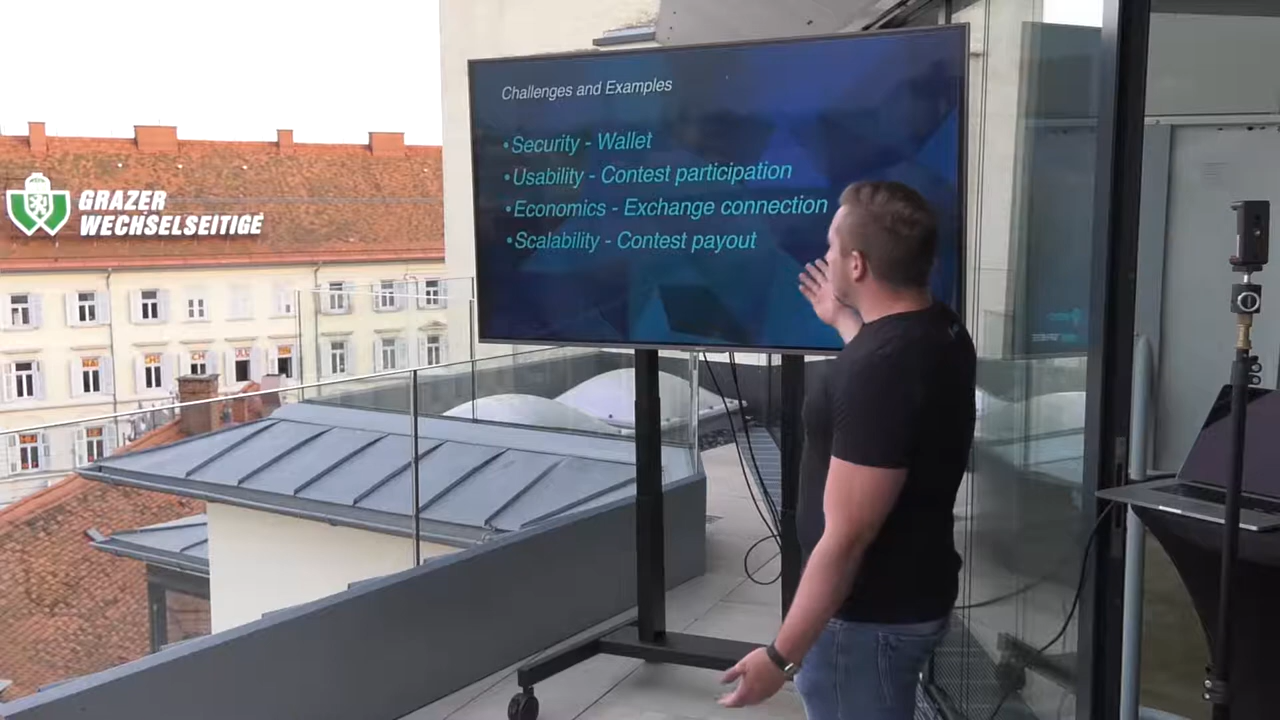 GRAZER
WECHSELSEITIGE
Challenges and Examples
•Security - Wallet
•Usability - Contest participation
•Economics - Exchange connection
•Scalability - Contest payout